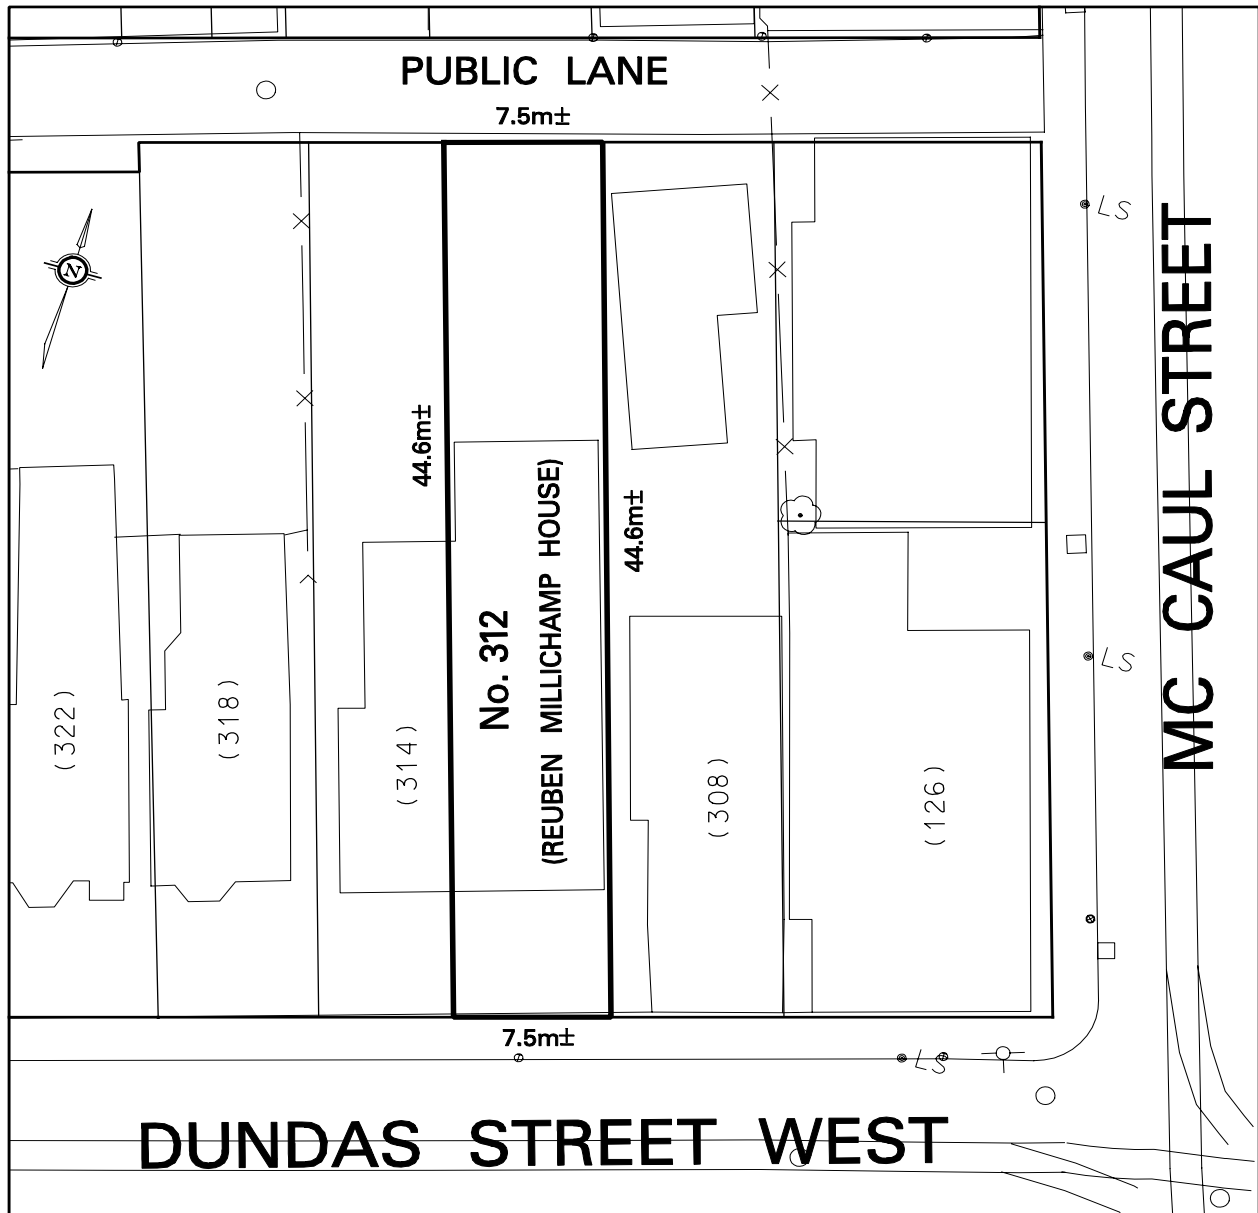 PUBLIC LANE
7.5m±
N
LS
MC CAUL STREET
44.6m±
44.6m±
No. 312
(REUBEN MILLICHAMP HOUSE)
LS
(322)
(318)
(314)
(308)
(126)
7.5m±
LS
DUNDAS STREET WEST